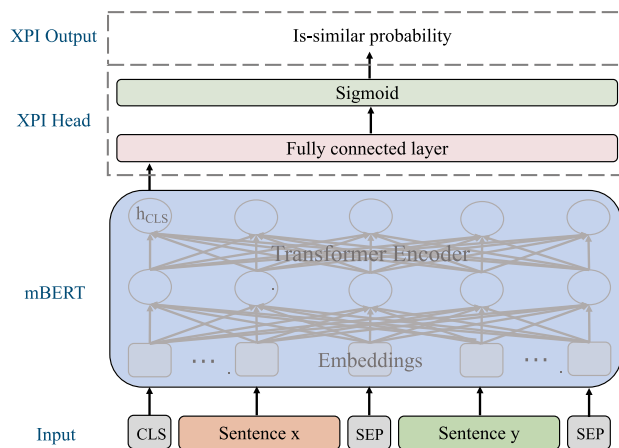 XPI Output
Is-similar probability
Sigmoid
XPI Head
Fully connected layer
hCLS
Transformer Encoder
mBERT
Embeddings
... ...
Input
CLS
Sentence x
SEP
Sentence y
SEP